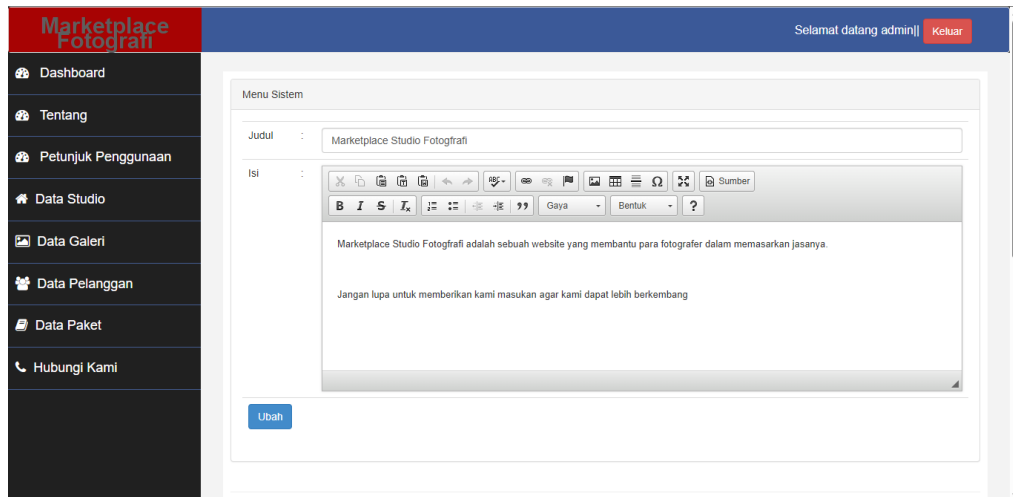 Marketplace
Fotografi
Selamat datang admin|| Keluar
Dashboard
Tentang
Petunjuk Penggunaan
Data Studio
Data Galeri
Data Pelanggan
Data Paket
Hubungi Kami
Menu Sistem
Judul : Marketplace Studio Fotogfrafi
Isi :
ABC Ω Sumber
B I S Ix Gaya Bentuk ?
Marketplace Studio Fotogfrafi adalah sebuah website yang membantu para fotografer dalam memasarkan jasanya.
Jangan lupa untuk memberikan kami masukan agar kami dapat lebih berkembang
Ubah